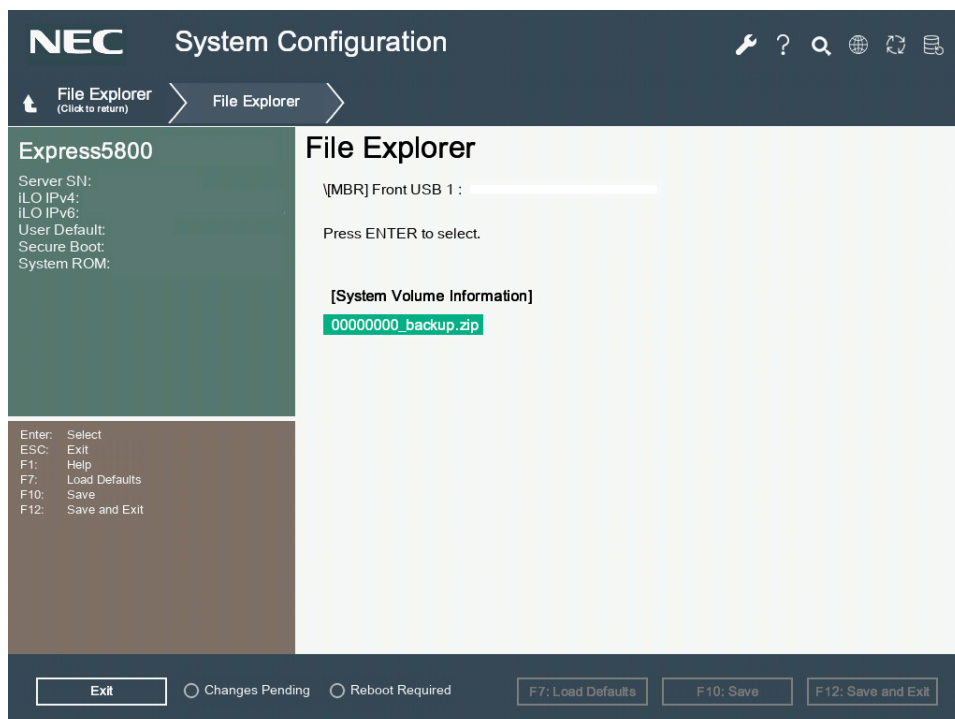 NEC System Configuration
File Explorer
(Click to return)
File Explorer
Express5800
Server SN:
iLO IPv4:
iLO IPv6:
User Default:
Secure Boot:
System ROM:
Enter: Select
ESC: Exit
F1: Help
F7: Load Defaults
F10: Save
F12: Save and Exit
File Explorer
\[MBR] Front USB 1 :
Press ENTER to select.
[System Volume Information]
00000000_backup.zip
Exit
Changes Pending
Reboot Required
F7: Load Defaults
F10: Save
F12: Save and Exit